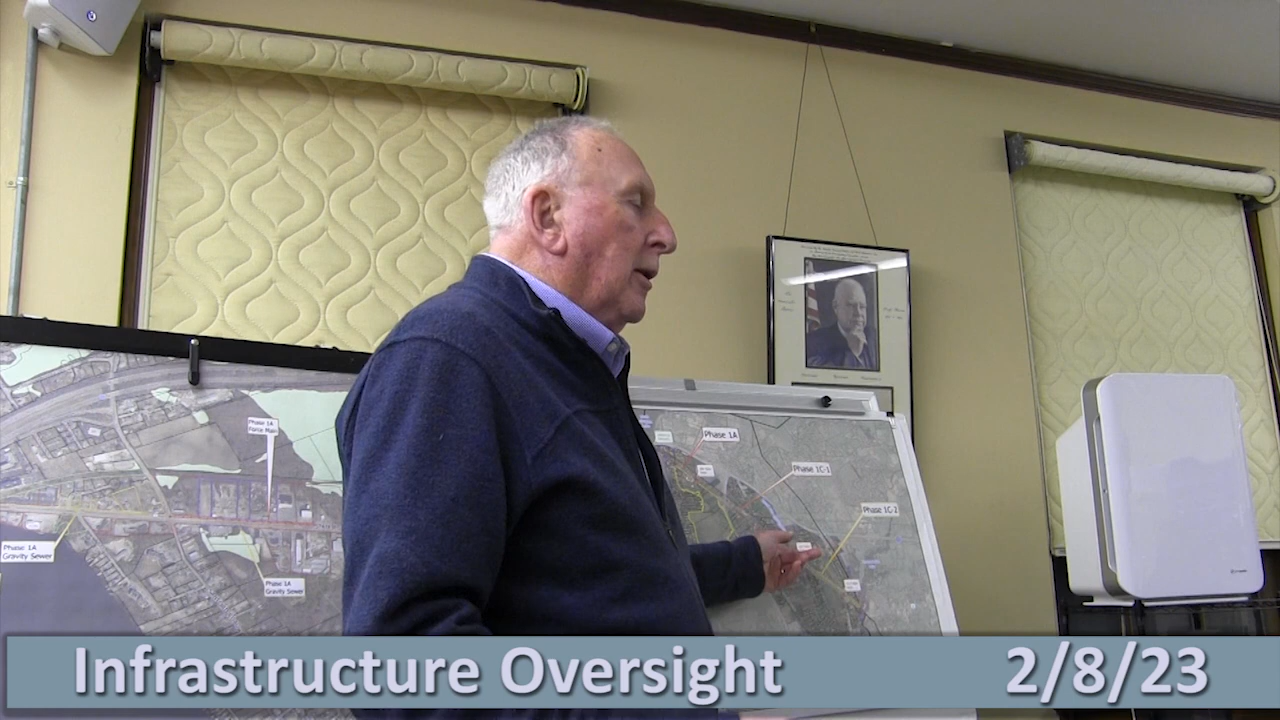 Phase 1A
Force Main
Phase 1A
Gravity Sewer
Phase 1A
Gravity Sewer
Phase 1A
Phase 1C-1
Phase 1C-2
Infrastructure Oversight
2/8/23